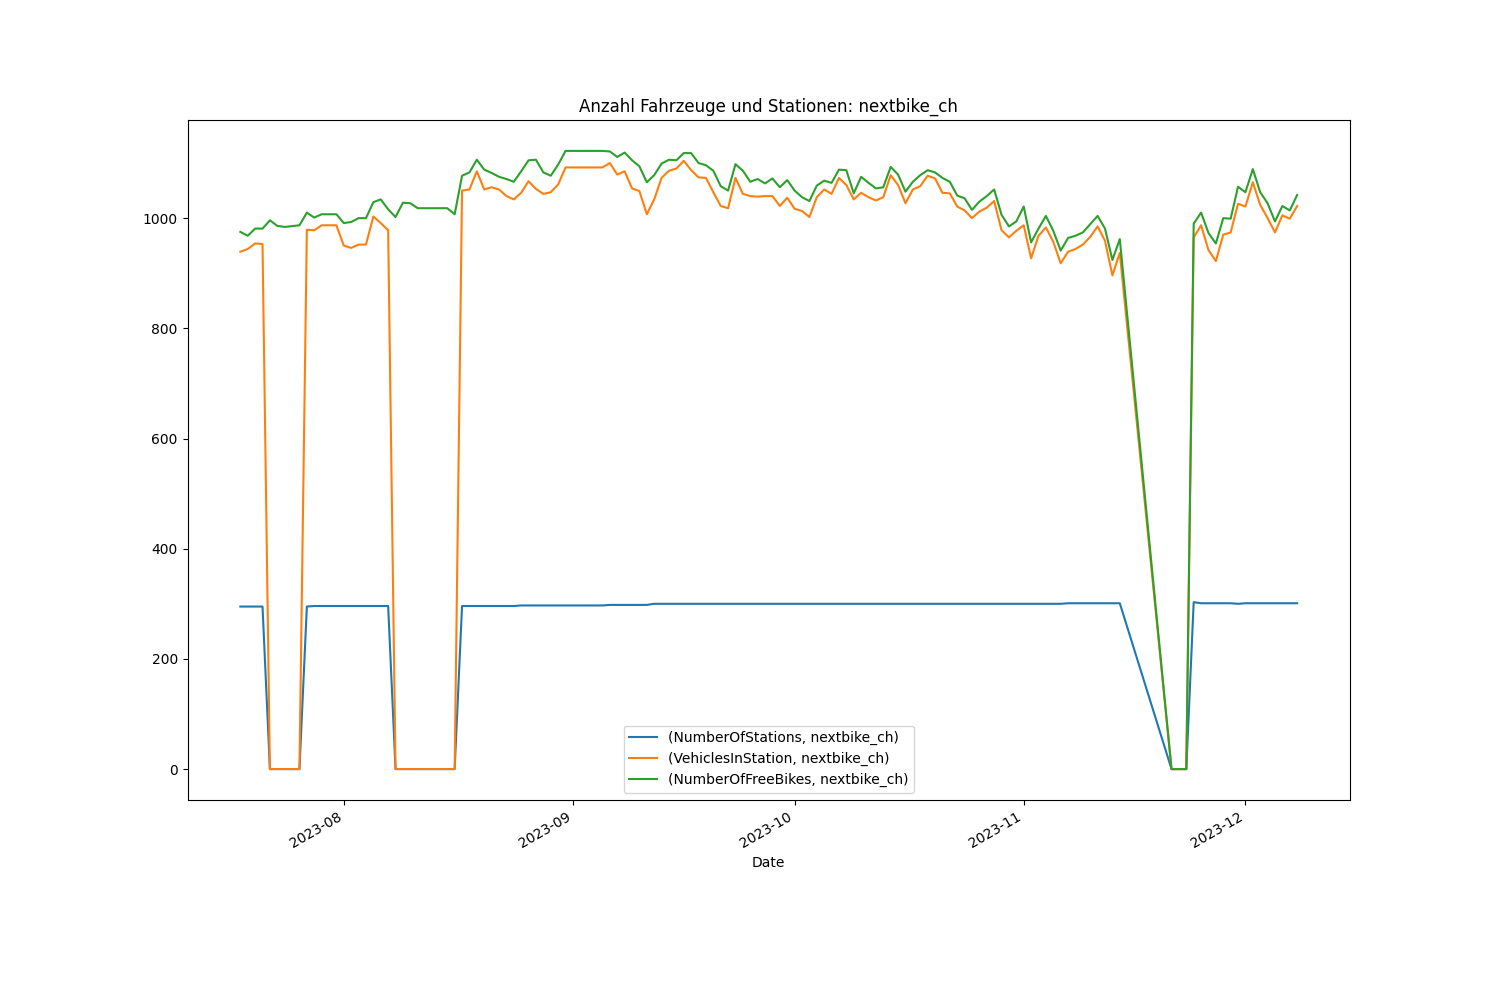 Anzahl Fahrzeuge und Stationen: nextbike_ch
1000
800
600
400
200
0
(NumberOfStations, nextbike_ch)
(VehiclesInStation, nextbike_ch)
(NumberOfFreeBikes, nextbike_ch)
2023-08
2023-09
2023-10
2023-11
2023-12
Date